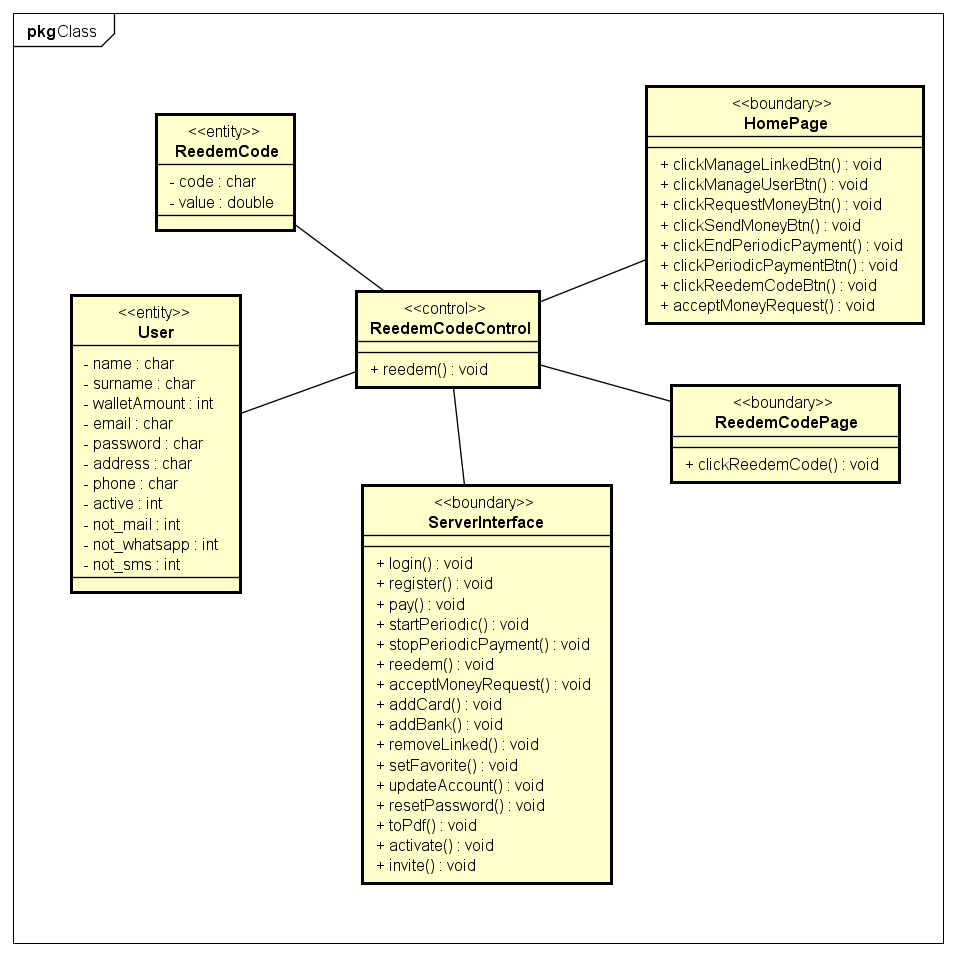 pkg Class
<<entity>>
ReedemCode
- code : char
- value : double
<<boundary>>
HomePage
+ clickManageLinkedBtn() : void
+ clickManageUserBtn() : void
+ clickRequestMoneyBtn() : void
+ clickSendMoneyBtn() : void
+ clickEndPeriodicPayment() : void
+ clickPeriodicPaymentBtn() : void
+ clickReedemCodeBtn() : void
+ acceptMoneyRequest() : void
<<entity>>
User
- name : char
- surname : char
- walletAmount : int
- email : char
- password : char
- address : char
- phone : char
- active : int
- not_mail : int
- not_whatsapp : int
- not_sms : int
<<control>>
ReedemCodeControl
+ reedem() : void
<<boundary>>
ReedemCodePage
+ clickReedemCode() : void
<<boundary>>
ServerInterface
+ login() : void
+ register() : void
+ pay() : void
+ startPeriodic() : void
+ stopPeriodicPayment() : void
+ reedem() : void
+ acceptMoneyRequest() : void
+ addCard() : void
+ addBank() : void
+ removeLinked() : void
+ setFavorite() : void
+ updateAccount() : void
+ resetPassword() : void
+ toPdf() : void
+ activate() : void
+ invite() : void